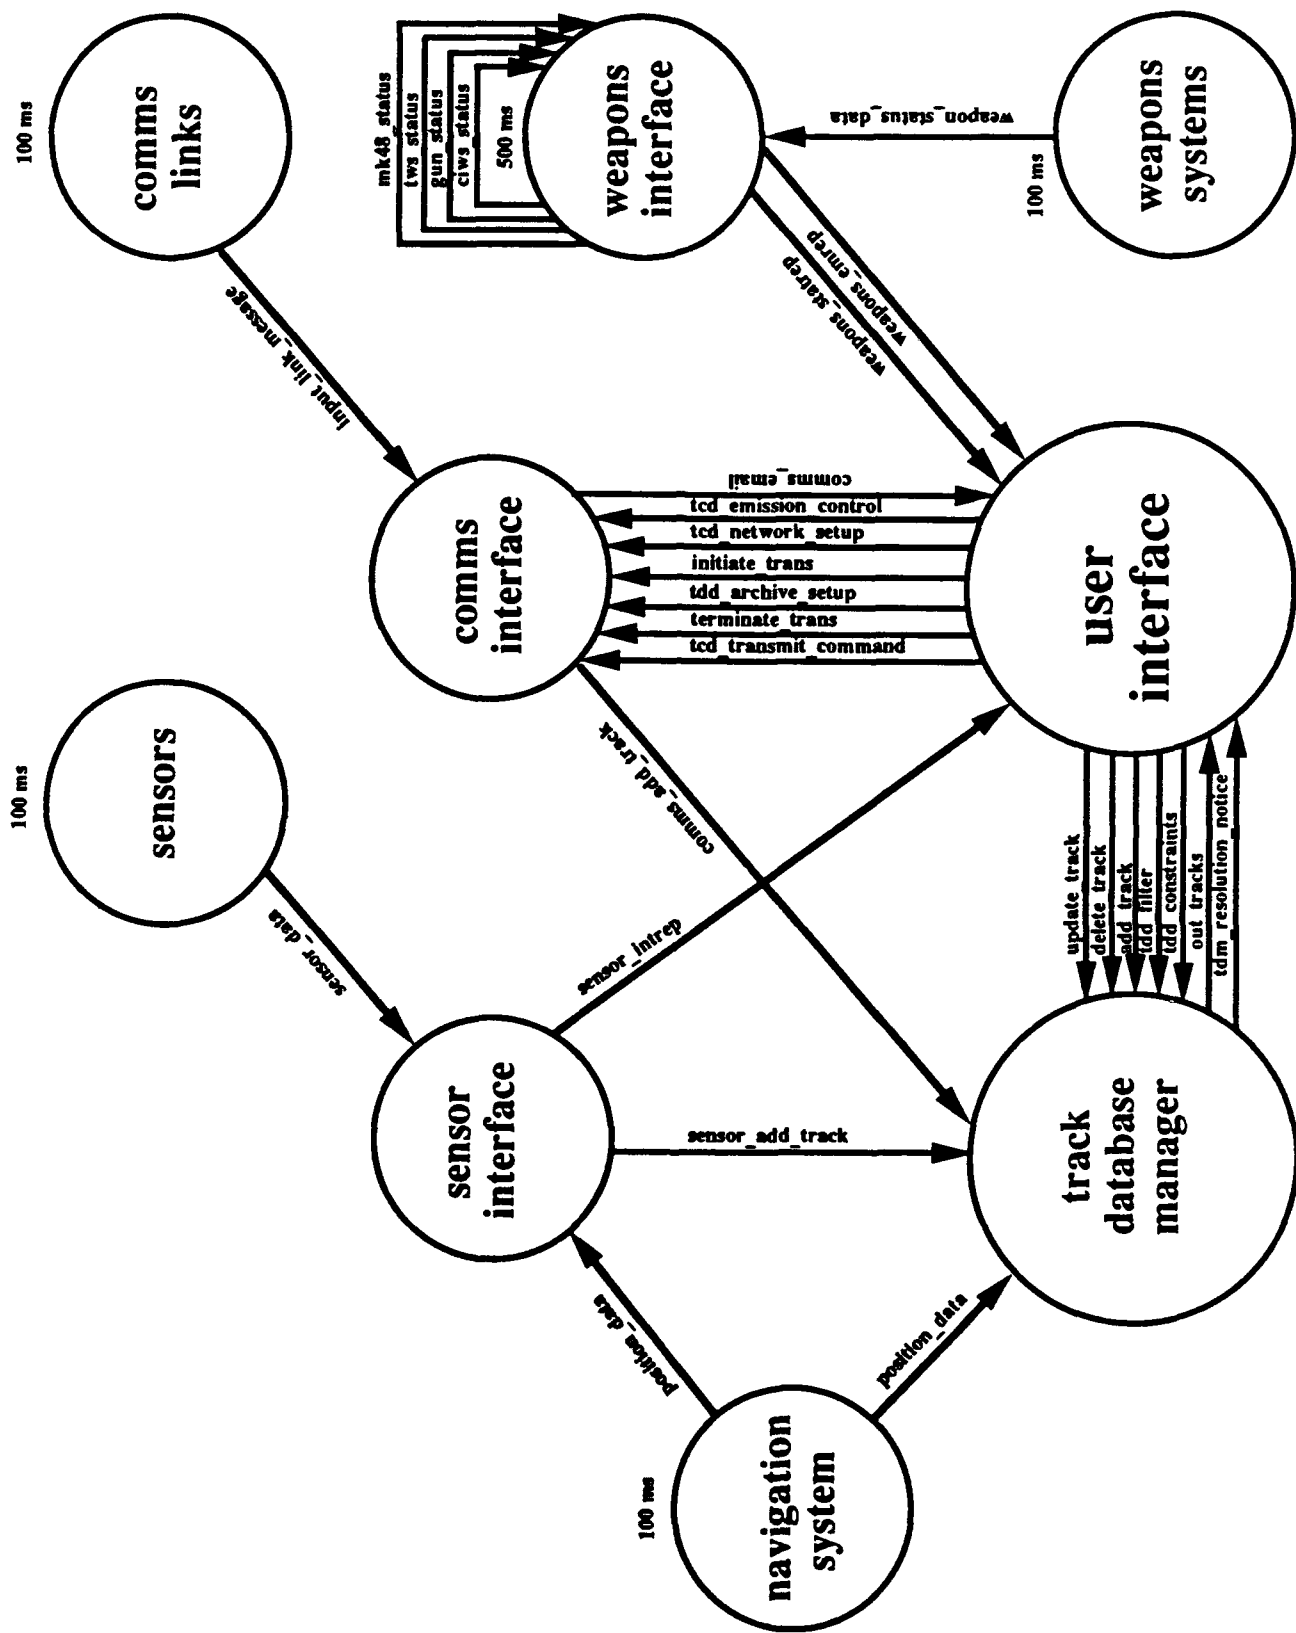 100 ms
sensors
100 ms
comms
links
sensor_data
input_link_message
mk48_status
tws_status
gun_status
ciws_status
500 ms
weapons
interface
sensor
interface
comms
interface
position_data
100 ms
navigation
system
sensor_intrep
comms_add_track
sensor_add_track
position_data
comms_email
tcd_emission_control
tcd_network_setup
initiate_trans
tdd_archive_setup
terminate_trans
tcd_transmit_command
weapons_statrep
weapons_emrep
weapon_status_data
100 ms
weapons
systems
track
database
manager
update_track
delete_track
add_track
tdd_filter
tdd_constraints
out_tracks
tdm_resolution_notice
user
interface